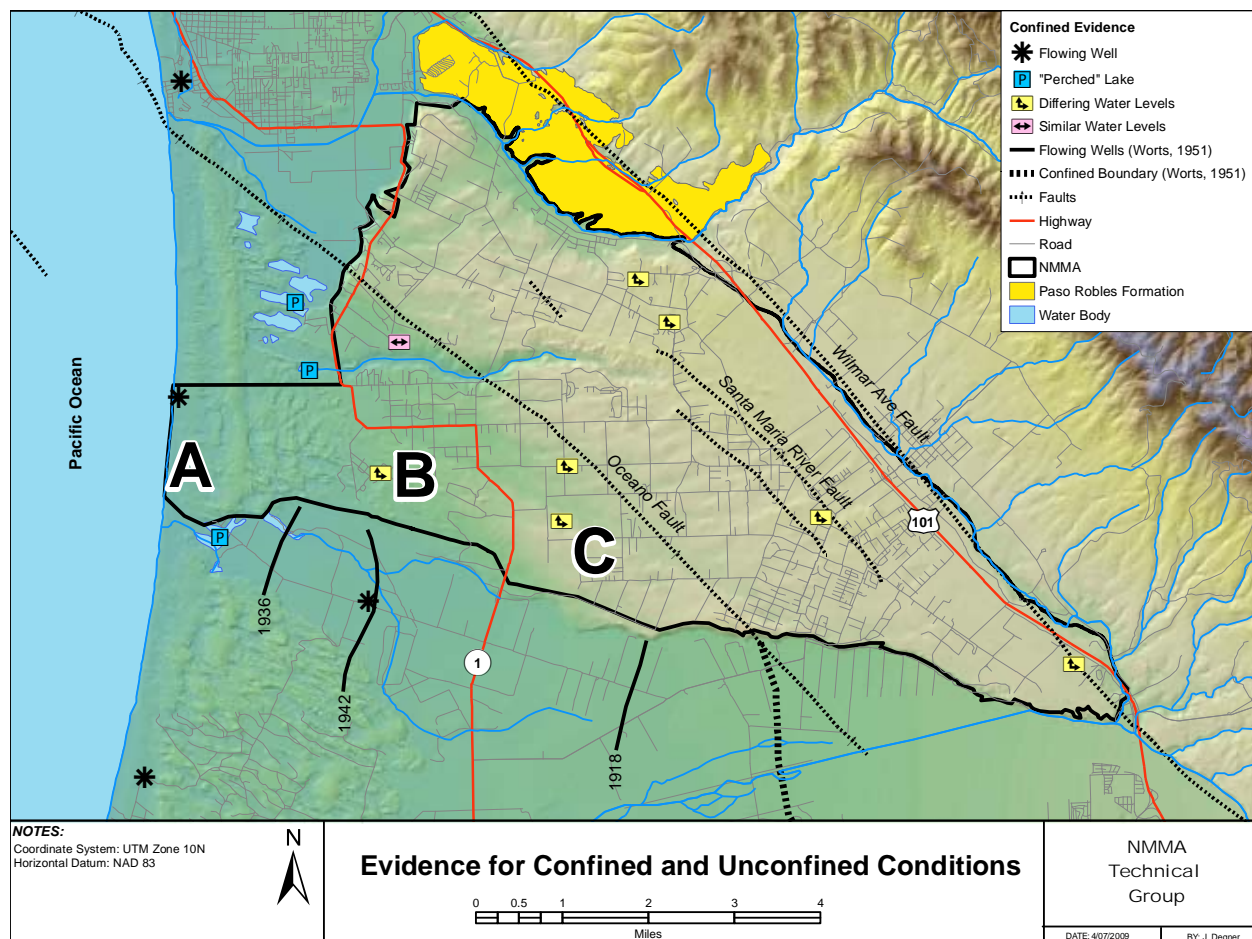 Confined Evidence
Flowing Well
P "Perched" Lake
Differing Water Levels
Similar Water Levels
Flowing Wells (Worts, 1951)
Confined Boundary (Worts, 1951)
Faults
Highway
Road
NMMA
Paso Robles Formation
Water Body
P
P
Pacific Ocean
A
B
C
Wilmar Ave Fault
Santa Maria River Fault
Oceano Fault
101
P
1936
1942
1
1918
NOTES:
Coordinate System: UTM Zone 10N
Horizontal Datum: NAD 83
N
Evidence for Confined and Unconfined Conditions
0 0.5 1 2 3 4
Miles
NMMA
Technical
Group
DATE: 4/07/2009
BY: J. Degner